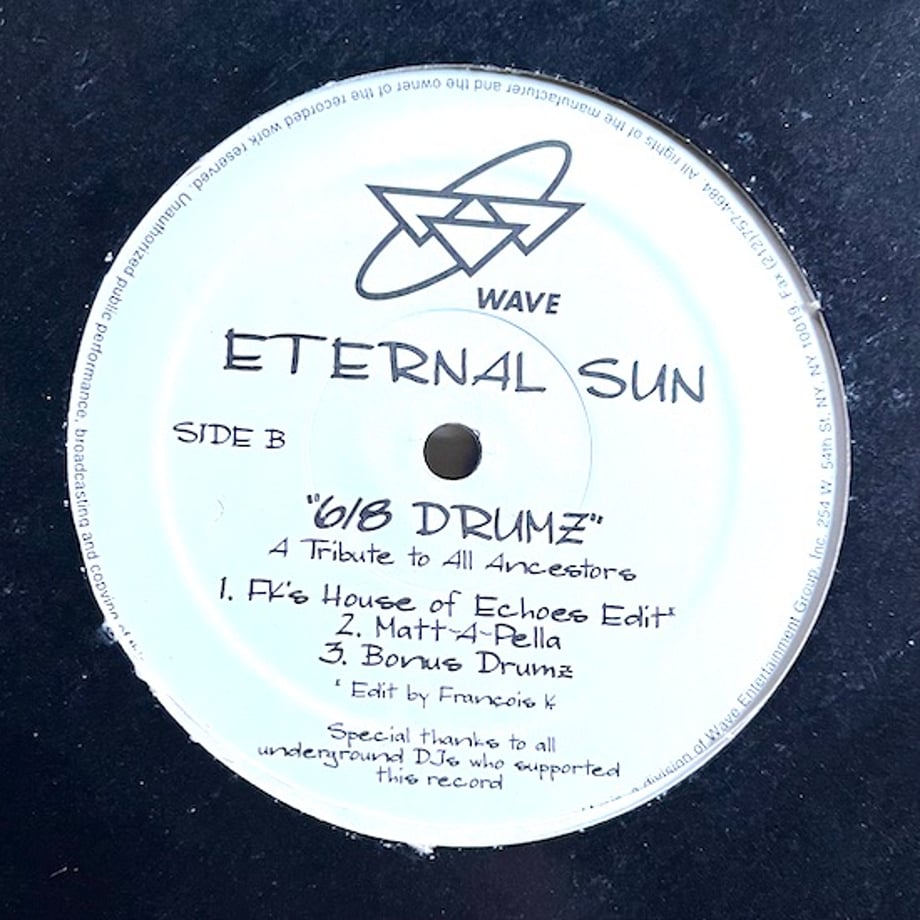 WAVE
ETERNAL SUN
SIDE B
"6/8 DRUMZ"
A Tribute to All Ancestors
1. FK's House of Echoes Edit*
2. Matt-A-Pella
3. Bonus Drumz
* Edit by Francois K
Special thanks to all
underground DJs who supported
this record
a division of Wave Entertainment Group, Inc. 254 W. 54th St. NY, NY 10019. Fax (212)757-4684. All rights of the manufacturer and the owner of the recorded work reserved. Unauthorized public performance, broadcasting and copying of